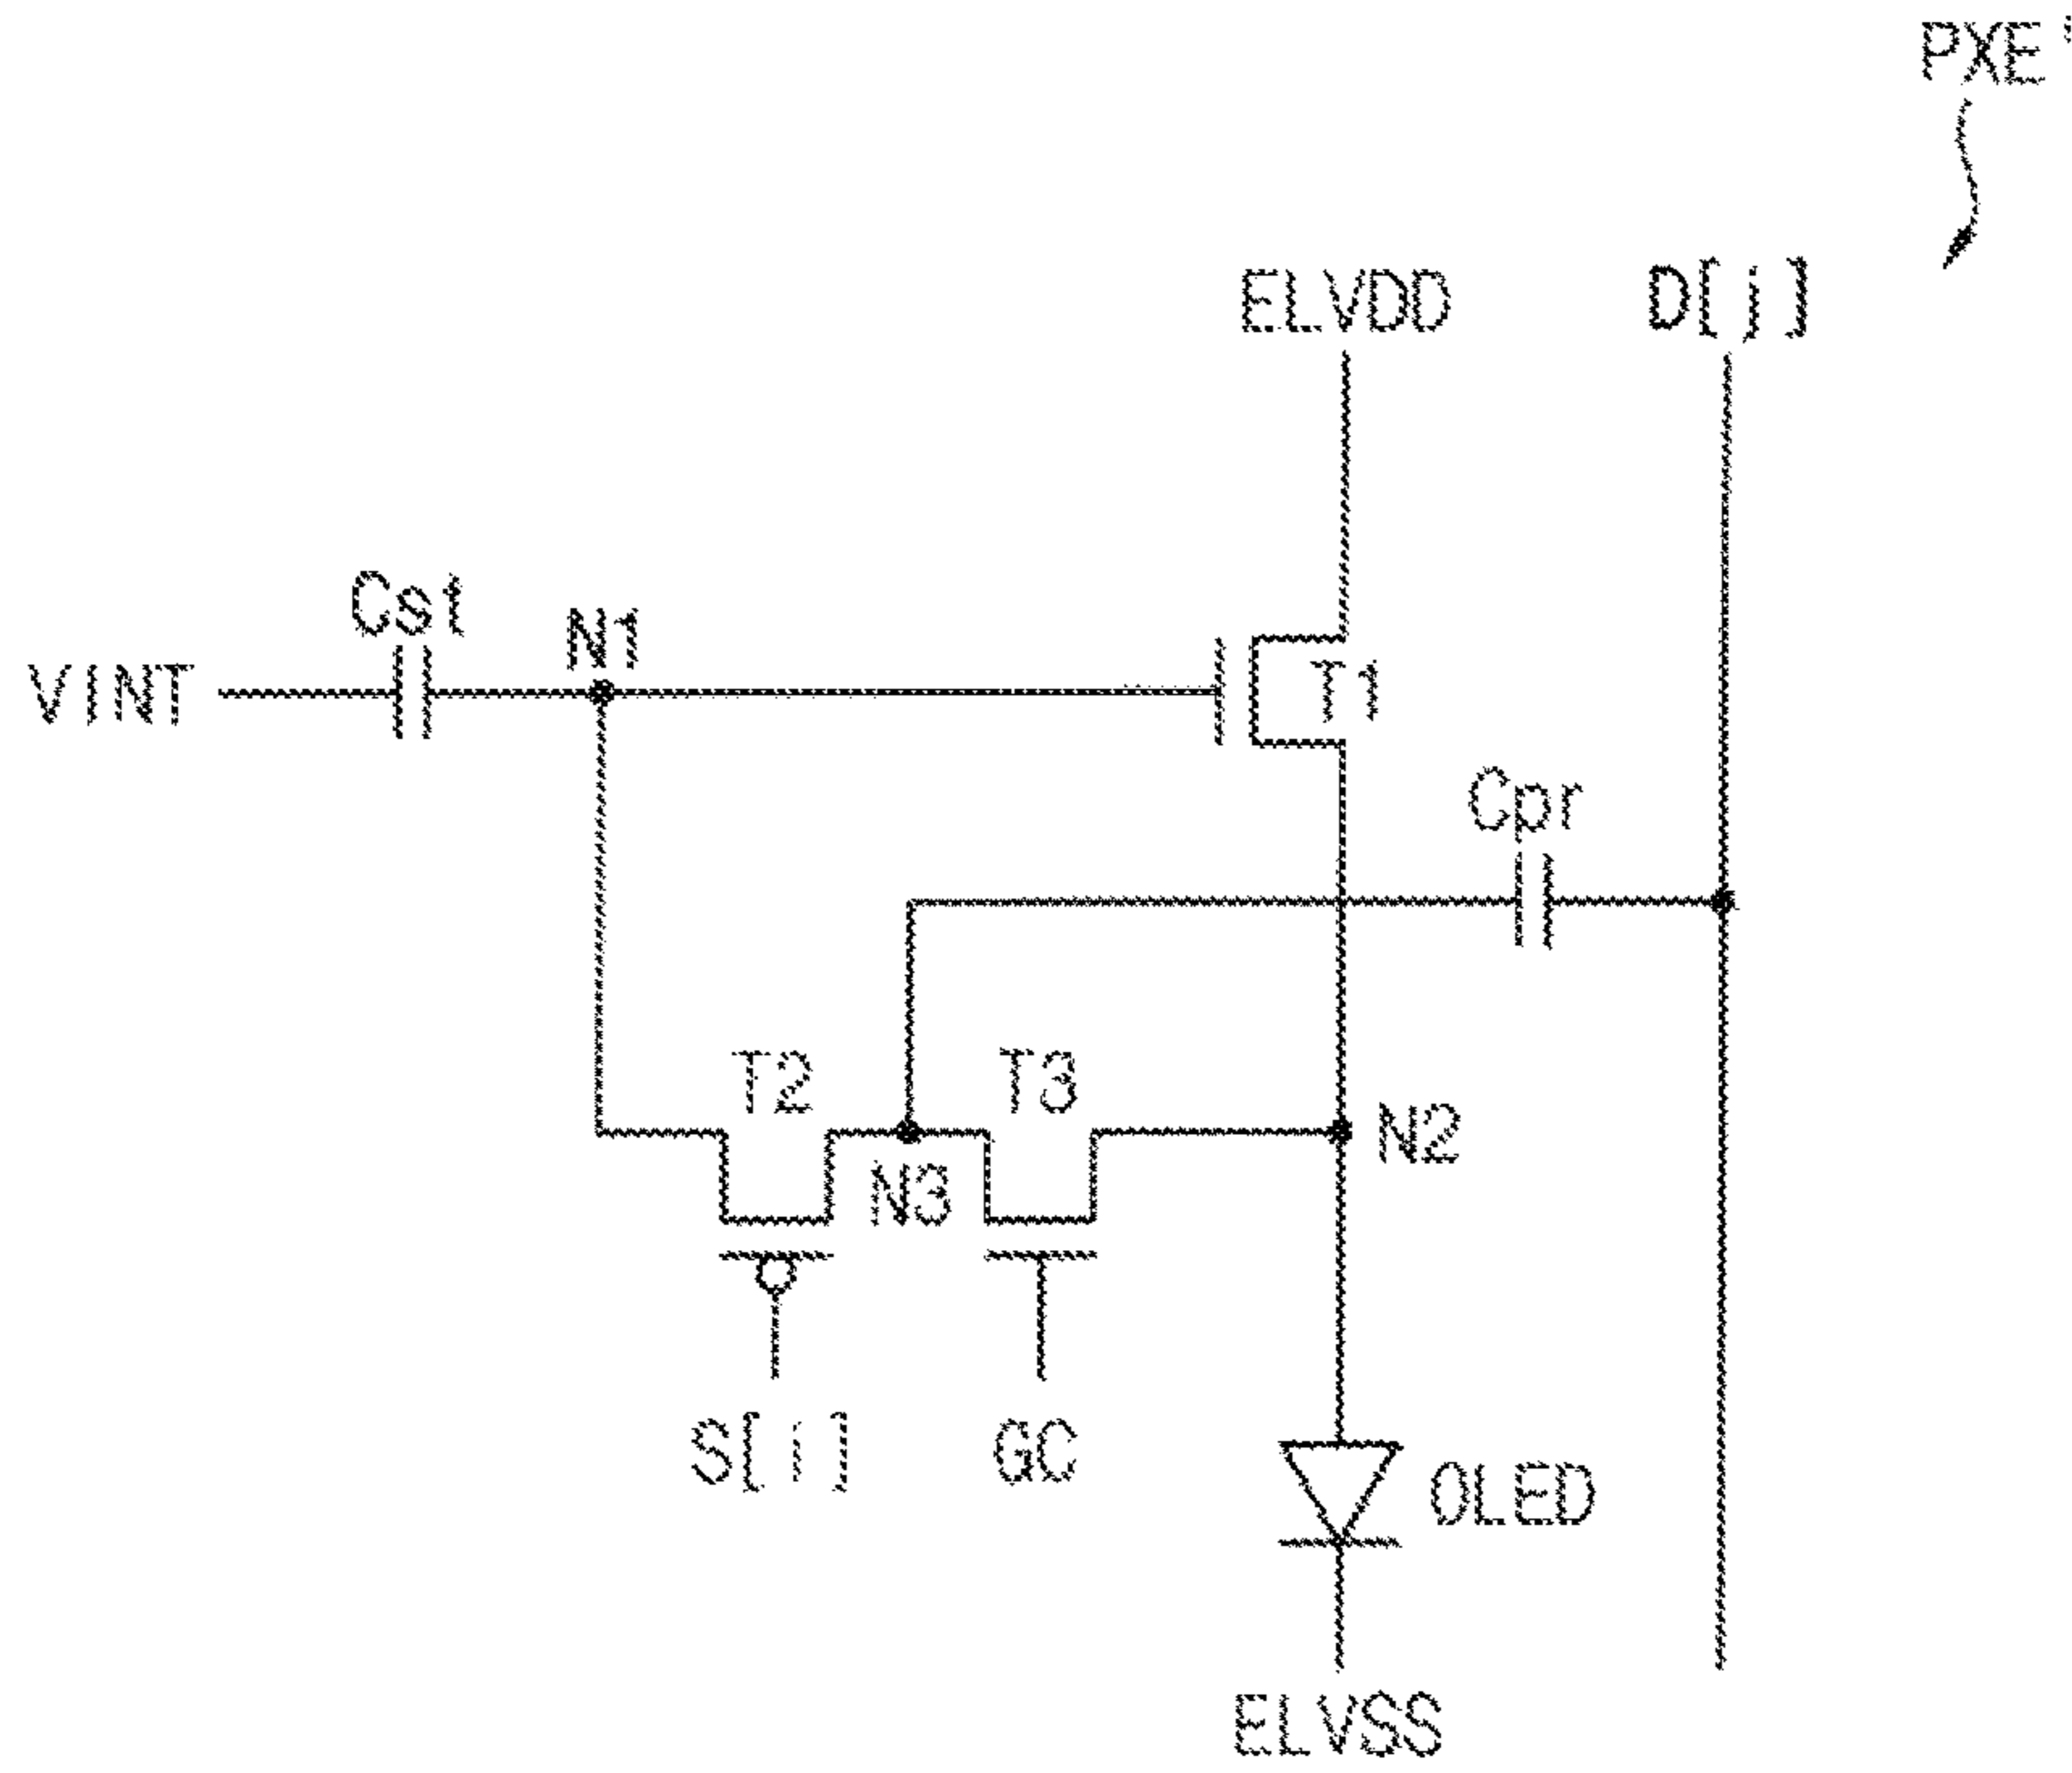 PXE'
ELVDD
D[j]
Cst
N1
VINT
T1
Cpr
T2
T3
N2
N3
S[i]
GC
OLED
ELVSS